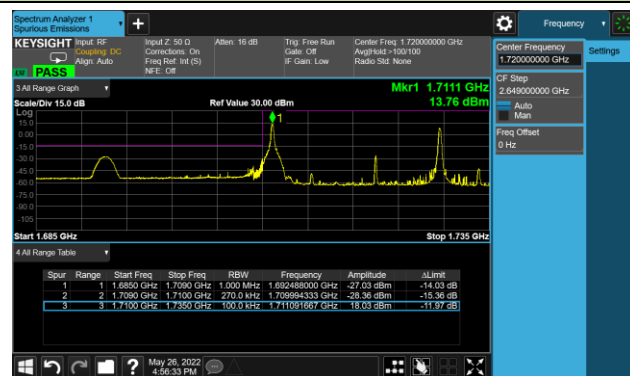 Spectrum Analyzer 1
Spurious Emissions
Frequency
KEYSIGHT
Input: RF
Coupling: DC
Align: Auto
Input Z: 50 Ω
Corrections: On
Freq Ref: Int (S)
NFE: Off
Atten: 16 dB
Trig: Free Run
Gate: Off
IF Gain: Low
Center Freq: 1.720000000 GHz
Avg|Hold:>100/100
Radio Std: None
PASS
Center Frequency
1.720000000 GHz
Settings
CF Step
2.649000000 GHz
Auto
Man
Freq Offset
0 Hz
3 All Range Graph
Mkr1 1.7111 GHz
Scale/Div 15.0 dB
Ref Value 30.00 dBm
13.76 dBm
Log
1
15.0
0.00
-15.0
-30.0
-45.0
-60.0
-75.0
-90.0
-105
Start 1.685 GHz
Stop 1.735 GHz
4 All Range Table
Spur Range Start Freq Stop Freq RBW Frequency Amplitude ΔLimit
1 1 1.6850 GHz 1.7090 GHz 1.000 MHz 1.692488000 GHz -27.03 dBm -14.03 dB
2 2 1.7090 GHz 1.7100 GHz 270.0 kHz 1.709994333 GHz -28.36 dBm -15.36 dB
3 3 1.7100 GHz 1.7350 GHz 100.0 kHz 1.711091667 GHz 18.03 dBm -11.97 dB
?
May 26, 2022
4:56:33 PM